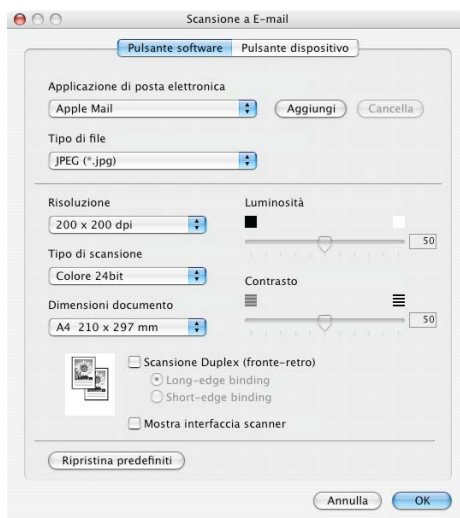 Scansione a E-mail
Pulsante software Pulsante dispositivo
Applicazione di posta elettronica
Apple Mail Aggiungi Cancella
Tipo di file
JPEG (*.jpg)
Risoluzione Luminosità
200 x 200 dpi
50
Tipo di scansione
Colore 24bit
Contrasto
Dimensioni documento
A4 210 x 297 mm 50
Scansione Duplex (fronte-retro)
Long-edge binding
Short-edge binding
Mostra interfaccia scanner
Ripristina predefiniti
Annulla OK